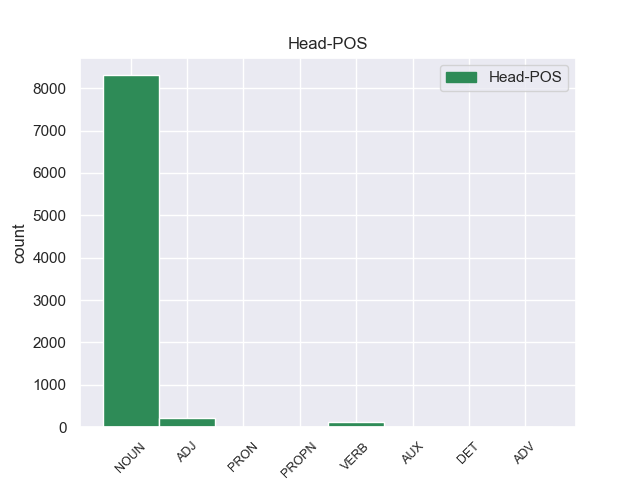 Head-POS
Head-POS
count
8000
7000
6000
5000
4000
3000
2000
1000
0
NOUN
ADJ
PRON
PROPN
VERB
AUX
DET
ADV